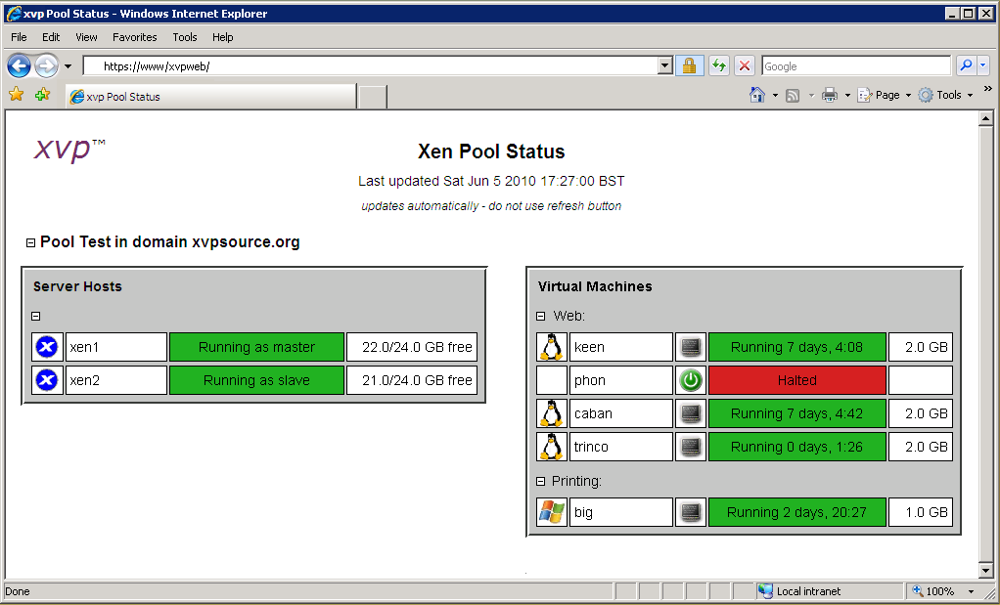 xvp Pool Status - Windows Internet Explorer
File Edit View Favorites Tools Help
https://www/xvpweb/
Google
xvp Pool Status
Page Tools
xvp™
Xen Pool Status
Last updated Sat Jun 5 2010 17:27:00 BST
updates automatically - do not use refresh button
Pool Test in domain xvpsource.org
Server Hosts
xen1 Running as master 22.0/24.0 GB free
xen2 Running as slave 21.0/24.0 GB free
Virtual Machines
Web:
keen Running 7 days, 4:08 2.0 GB
phon Halted
caban Running 7 days, 4:42 2.0 GB
trinco Running 0 days, 1:26 2.0 GB
Printing:
big Running 2 days, 20:27 1.0 GB
Done Local intranet 100%